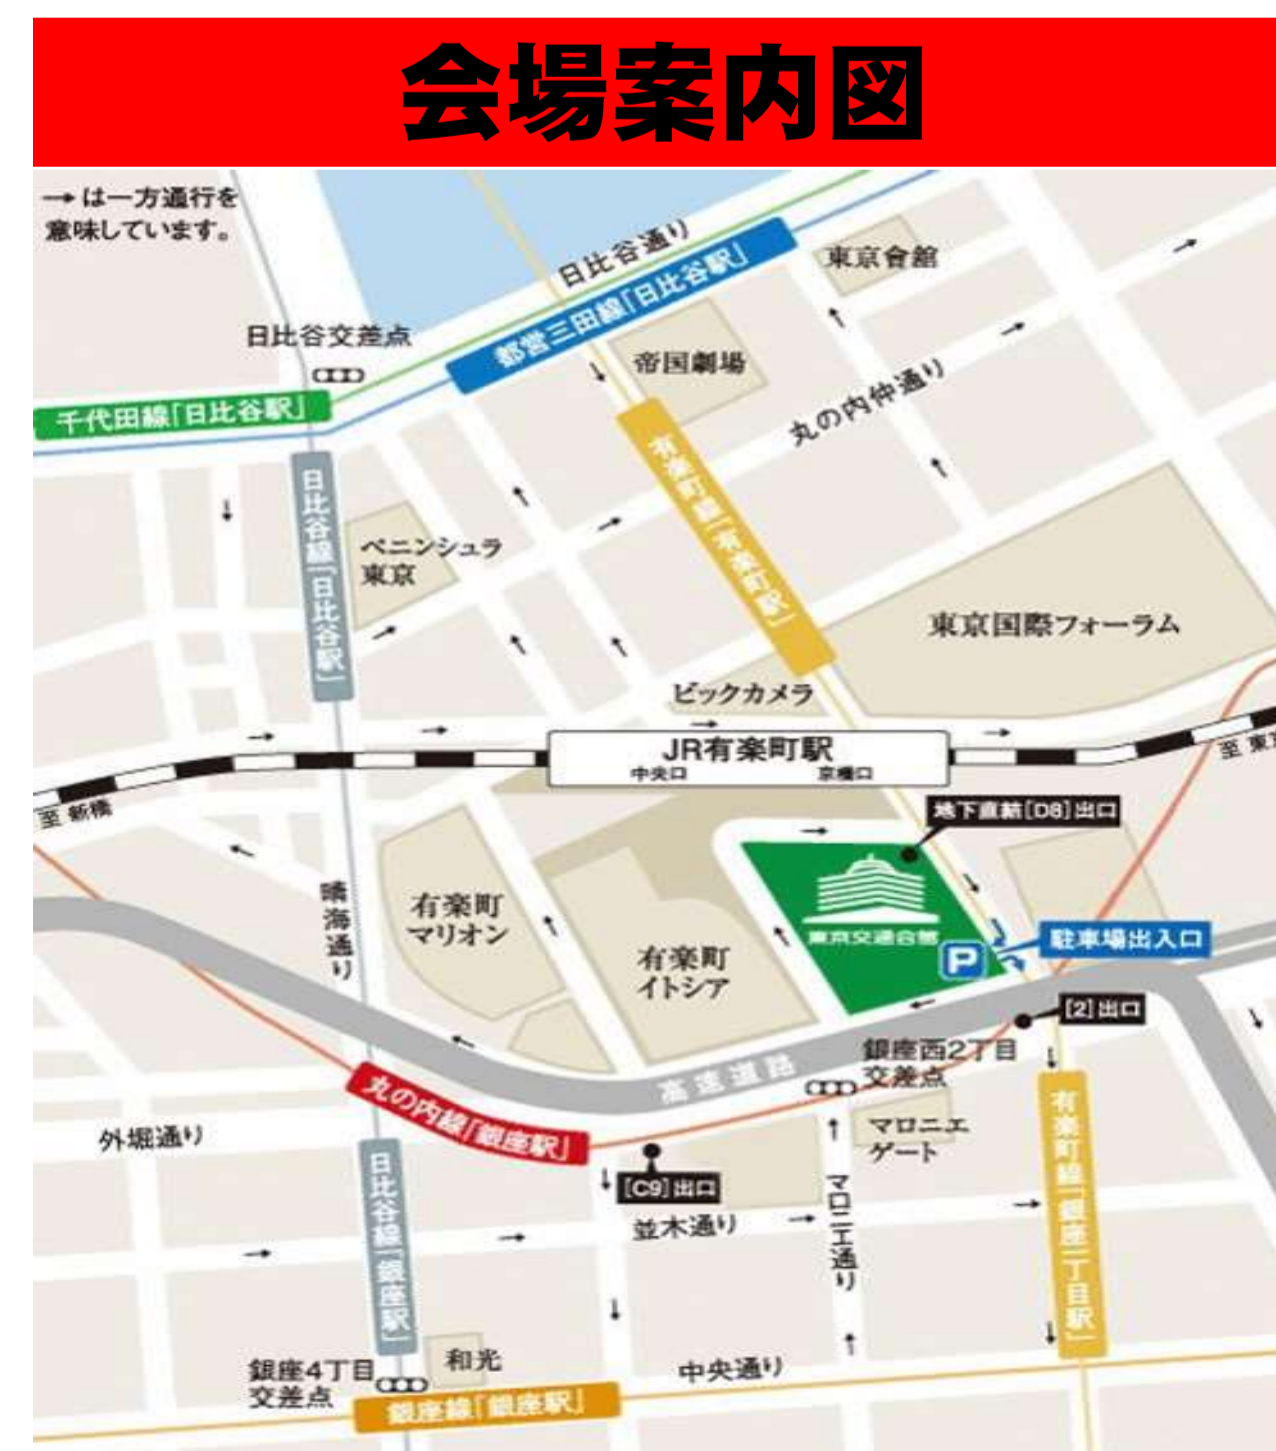 会場案内図
→は一方通行を
意味しています。
日比谷通り
東京會舘
都営三田線「日比谷駅」
日比谷交差点
帝国劇場
千代田線「日比谷駅」
丸の内仲通り
有楽町線「有楽町駅」
日比谷線「日比谷駅」
ペニンシュラ
東京
東京国際フォーラム
ビックカメラ
JR有楽町駅
中央口
京橋口
至 東京
至 新橋
地下直結[D8]出口
晴海通り
有楽町
マリオン
有楽町
イトシア
東京交通会館
P
駐車場出入口
[2]出口
銀座西2丁目
交差点
高速道路
丸の内線「銀座駅」
外堀通り
マロニエ
ゲート
[C9]出口
並木通り
マロニエ通り
日比谷線「銀座駅」
有楽町線「銀座一丁目駅」
銀座4丁目
交差点
和光
中央通り
銀座線「銀座駅」